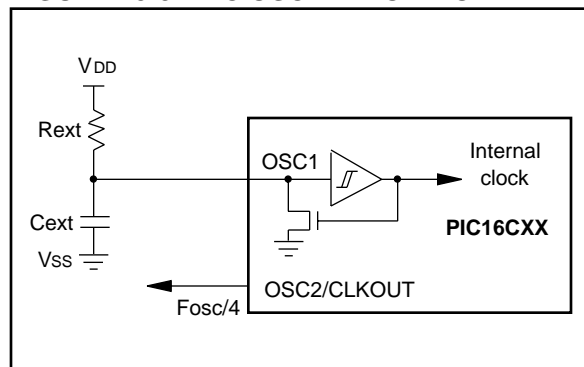 VDD
Rext
Cext
VSS
OSC1
Internal
clock
PIC16CXX
OSC2/CLKOUT
Fosc/4